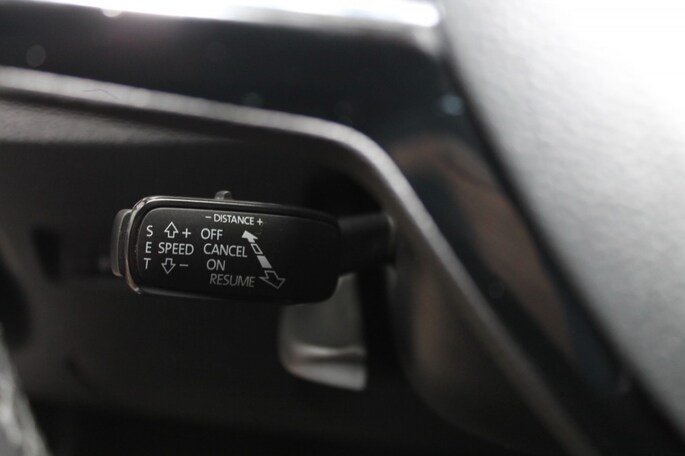 − DISTANCE +
S + OFF
E SPEED CANCEL
T − ON
RESUME